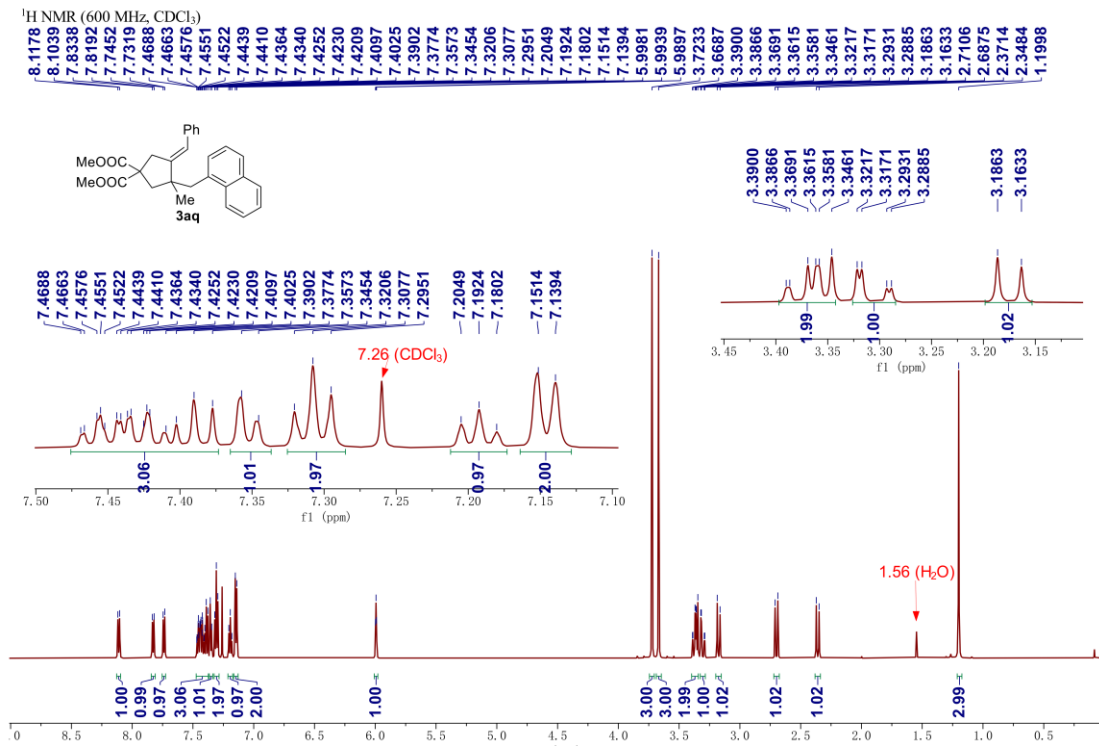 ¹H NMR (600 MHz, CDCl₃)
8.1178 8.1039 7.8338 7.8192 7.7452 7.7319 7.4688 7.4663 7.4576 7.4551 7.4522 7.4439 7.4410 7.4364 7.4340 7.4252 7.4230 7.4209 7.4097 7.4025 7.3902 7.3774 7.3573 7.3454 7.3206 7.3077 7.2951 7.2049 7.1924 7.1802 7.1514 7.1394 5.9981 5.9939 5.9897 3.7233 3.6687 3.3900 3.3866 3.3691 3.3615 3.3581 3.3461 3.3217 3.3171 3.2931 3.2885 3.1863 3.1633 2.7106 2.6875 2.3714 2.3484 1.1998
Ph
MeOOC
MeOOC
Me
3aq
3.3900 3.3866 3.3691 3.3615 3.3581 3.3461 3.3217 3.3171 3.2931 3.2885 3.1863 3.1633
1.99 1.00 1.02
3.45 3.40 3.35 3.30 3.25 3.20 3.15
f1 (ppm)
7.4688 7.4663 7.4576 7.4551 7.4522 7.4439 7.4410 7.4364 7.4340 7.4252 7.4230 7.4209 7.4097 7.4025 7.3902 7.3774 7.3573 7.3454 7.3206 7.3077 7.2951 7.2049 7.1924 7.1802 7.1514 7.1394
7.26 (CDCl₃)
3.06 1.01 1.97 0.97 2.00
7.50 7.45 7.40 7.35 7.30 7.25 7.20 7.15 7.10
f1 (ppm)
1.56 (H₂O)
1.00 0.99 0.97 3.06 1.01 1.97 0.97 2.00 1.00 3.00 3.00 1.99 1.00 1.02 1.02 1.02 2.99
8.5 8.0 7.5 7.0 6.5 6.0 5.5 5.0 4.5 4.0 3.5 3.0 2.5 2.0 1.5 1.0 0.5